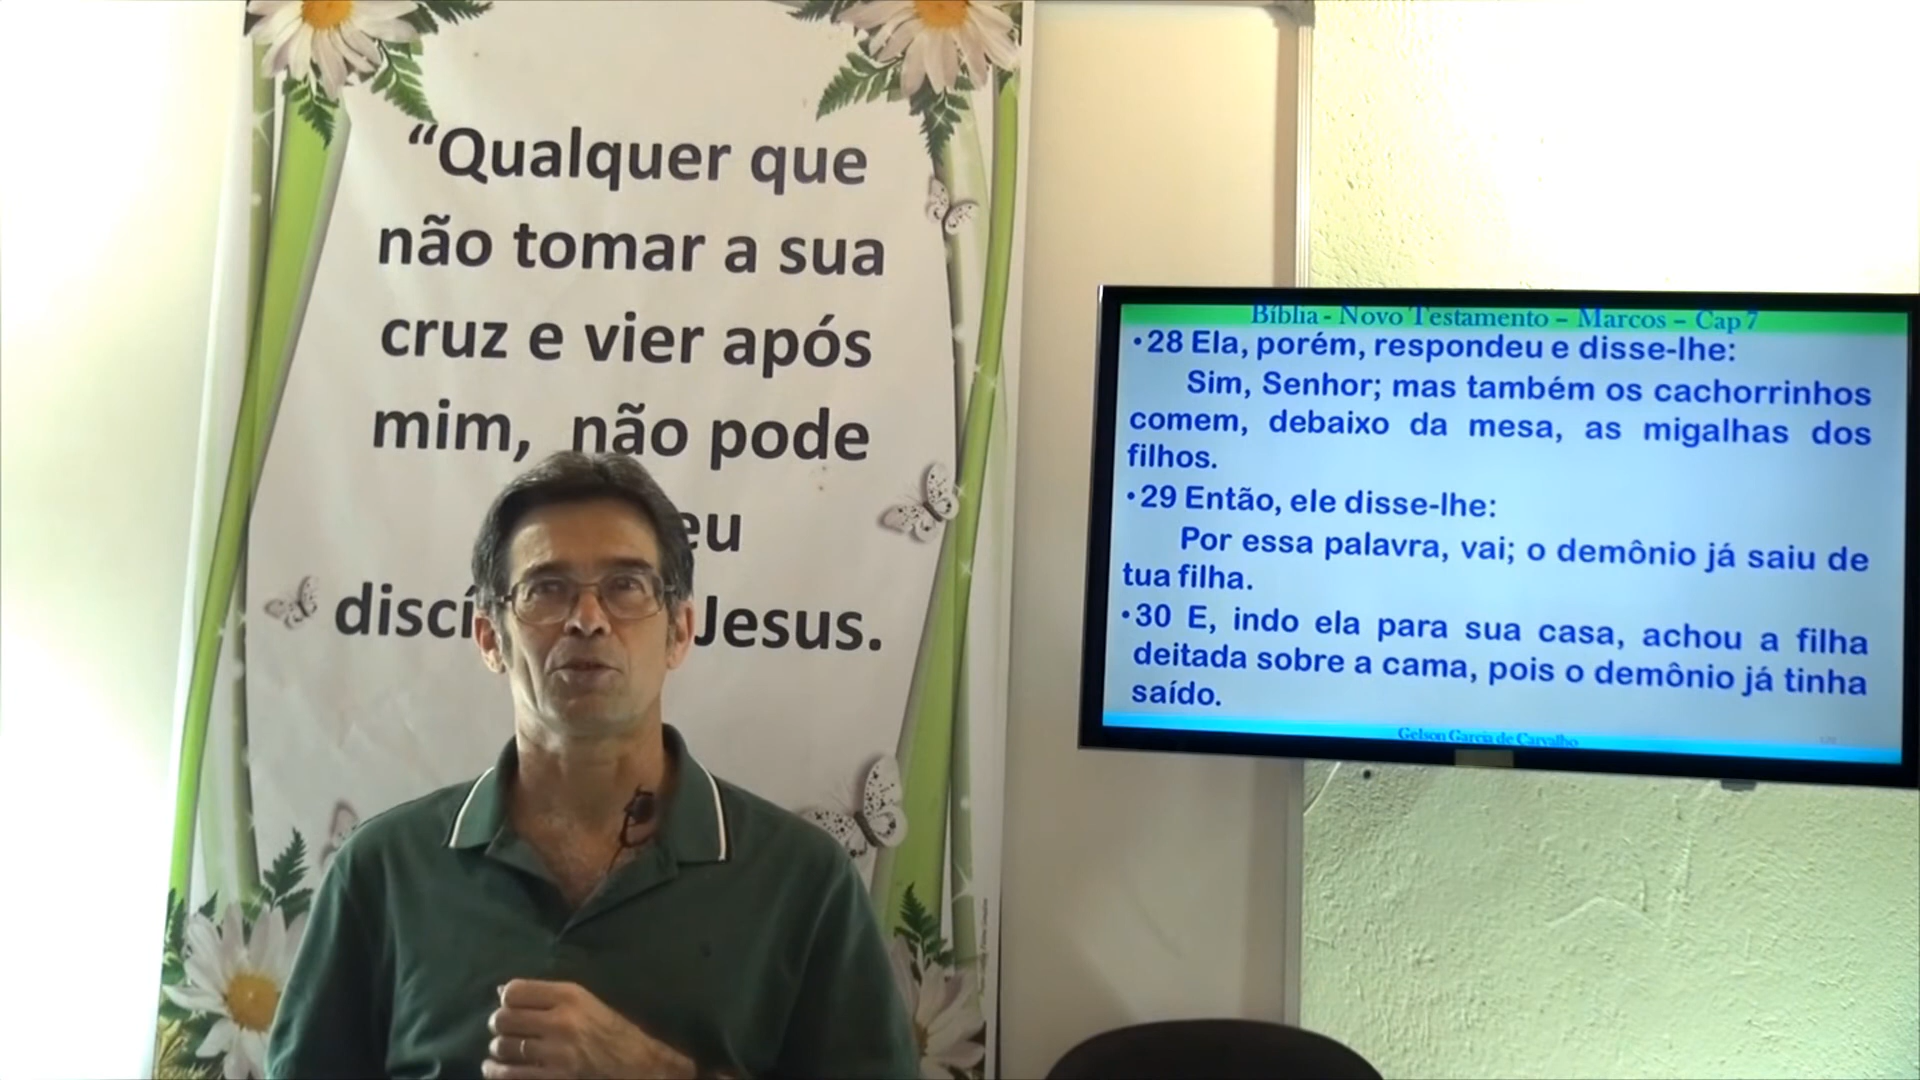 “Qualquer que
não tomar a sua
cruz e vier após
mim, não pode
eu
discí Jesus.
Bíblia - Novo Testamento – Marcos – Cap 7
•28 Ela, porém, respondeu e disse-lhe:
Sim, Senhor; mas também os cachorrinhos
comem, debaixo da mesa, as migalhas dos
filhos.
•29 Então, ele disse-lhe:
Por essa palavra, vai; o demônio já saiu de
tua filha.
•30 E, indo ela para sua casa, achou a filha
deitada sobre a cama, pois o demônio já tinha
saído.
Gelson Garcia de Carvalho